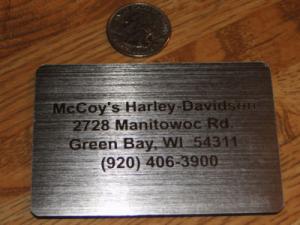 McCoy's Harley-Davidson
2728 Manitowoc Rd.
Green Bay, WI 54311
(920) 406-3900